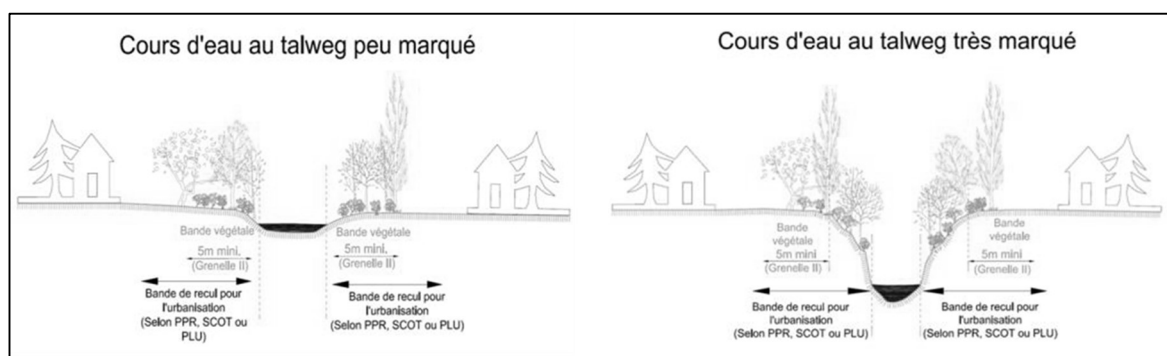 Cours d'eau au talweg peu marqué
Bande végétale
5m mini.
(Grenelle II)
Bande de recul pour
l'urbanisation
(Selon PPR, SCOT ou
PLU)
Bande végétale
5m mini.
(Grenelle II)
Bande de recul pour
l'urbanisation
(Selon PPR, SCOT ou PLU)
Cours d'eau au talweg très marqué
Bande
végétale
5m mini
(Grenelle II)
Bande de recul pour
l'urbanisation
(Selon PPR, SCOT ou PLU)
Bande
végétale
5m mini
(Grenelle II)
Bande de recul pour
l'urbanisation
(Selon PPR, SCOT ou PLU)